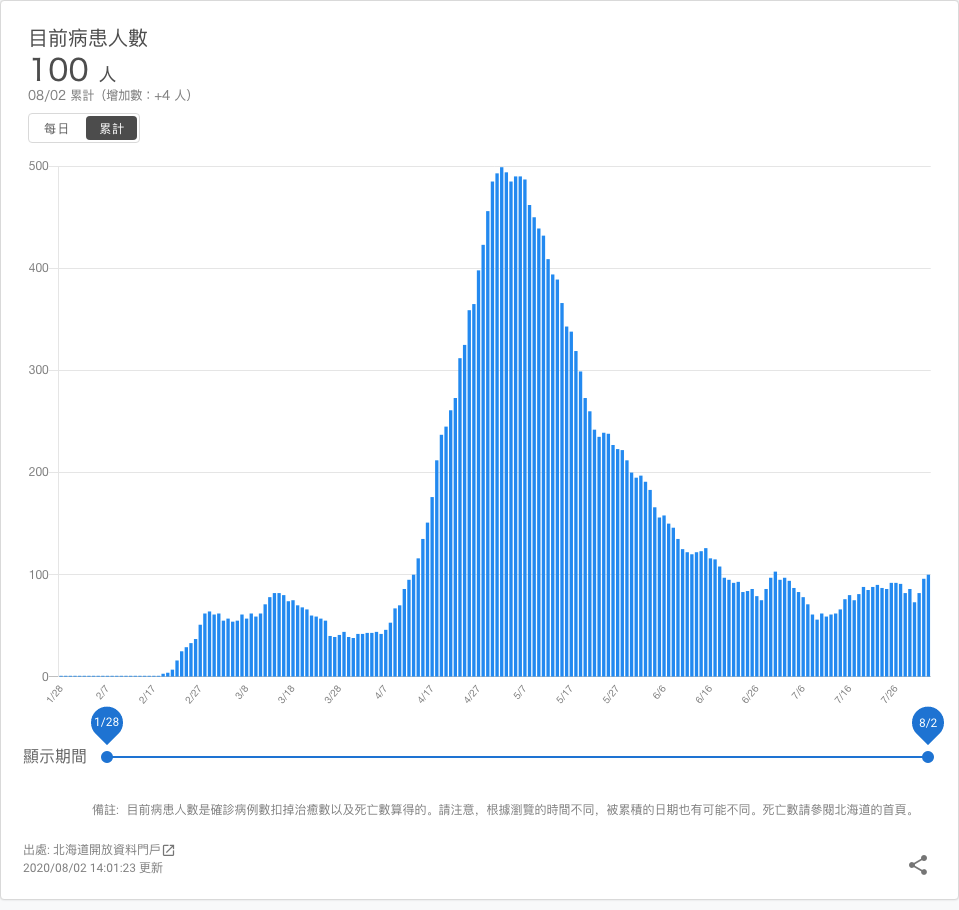 目前病患人數
100 人
08/02 累計（增加數：+4 人）
每日 累計
500
400
300
200
100
0
1/28 2/7 2/17 2/27 3/8 3/18 3/28 4/7 4/17 4/27 5/7 5/17 5/27 6/6 6/16 6/26 7/6 7/16 7/26
1/28 8/2
顯示期間
備註: 目前病患人數是確診病例數扣掉治癒數以及死亡數算得的。請注意，根據瀏覽的時間不同，被累積的日期也有可能不同。死亡數請參閱北海道的首頁。
出處: 北海道開放資料門戶
2020/08/02 14:01:23 更新